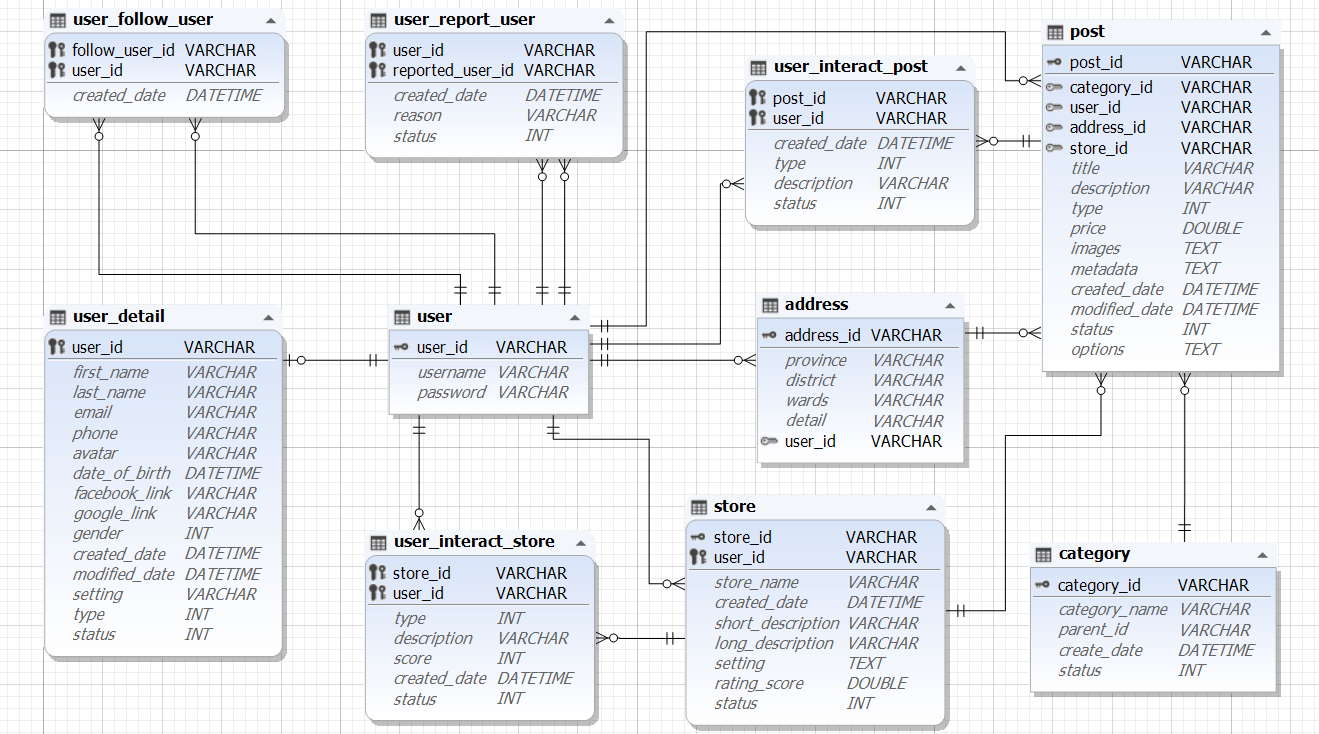 user_follow_user
follow_user_id VARCHAR
user_id VARCHAR
created_date DATETIME
user_report_user
user_id VARCHAR
reported_user_id VARCHAR
created_date DATETIME
reason VARCHAR
status INT
user_interact_post
post_id VARCHAR
user_id VARCHAR
created_date DATETIME
type INT
description VARCHAR
status INT
post
post_id VARCHAR
category_id VARCHAR
user_id VARCHAR
address_id VARCHAR
store_id VARCHAR
title VARCHAR
description VARCHAR
type INT
price DOUBLE
images TEXT
metadata TEXT
created_date DATETIME
modified_date DATETIME
status INT
options TEXT
user_detail
user_id VARCHAR
first_name VARCHAR
last_name VARCHAR
email VARCHAR
phone VARCHAR
avatar VARCHAR
date_of_birth DATETIME
facebook_link VARCHAR
google_link VARCHAR
gender INT
created_date DATETIME
modified_date DATETIME
setting VARCHAR
type INT
status INT
user
user_id VARCHAR
username VARCHAR
password VARCHAR
address
address_id VARCHAR
province VARCHAR
district VARCHAR
wards VARCHAR
detail VARCHAR
user_id VARCHAR
user_interact_store
store_id VARCHAR
user_id VARCHAR
type INT
description VARCHAR
score INT
created_date DATETIME
status INT
store
store_id VARCHAR
user_id VARCHAR
store_name VARCHAR
created_date DATETIME
short_description VARCHAR
long_description VARCHAR
setting TEXT
rating_score DOUBLE
status INT
category
category_id VARCHAR
category_name VARCHAR
parent_id VARCHAR
create_date DATETIME
status INT